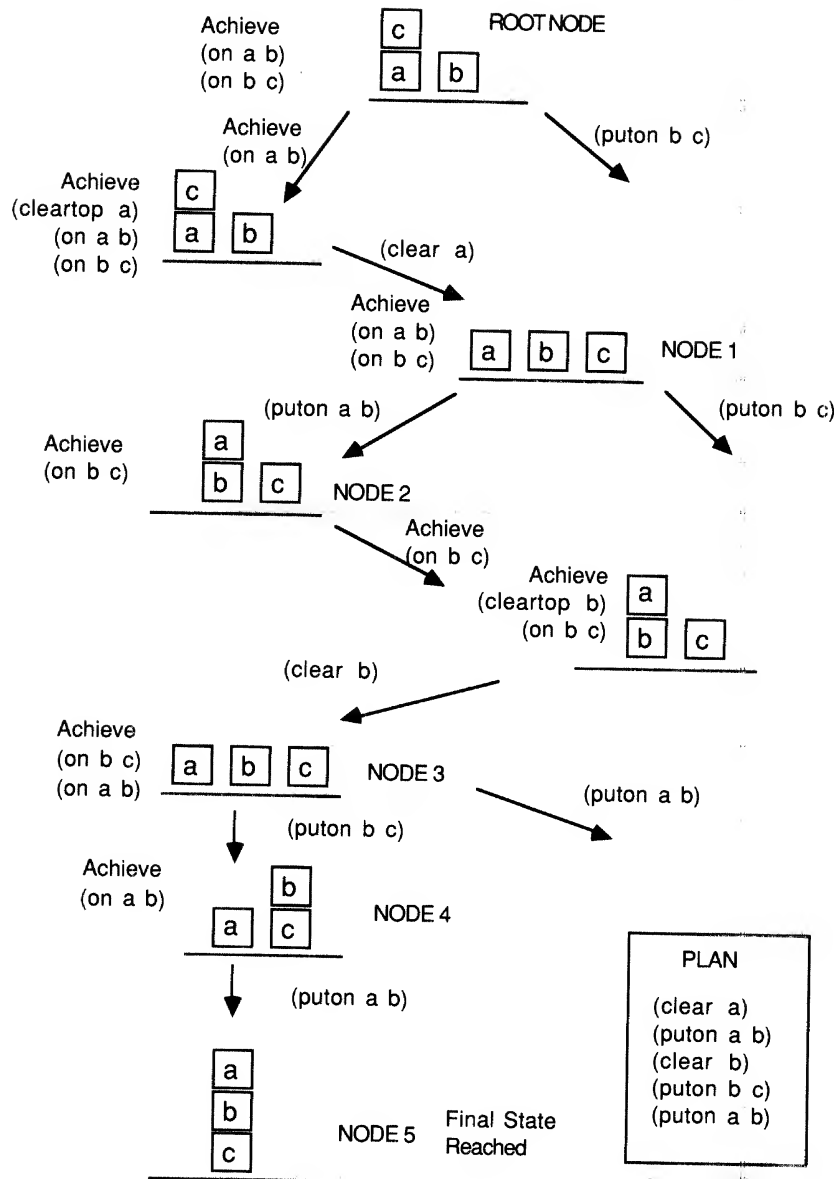 Achieve
(on a b)
(on b c)
c
a b
ROOT NODE
Achieve
(on a b)
(puton b c)
Achieve
(cleartop a)
(on a b)
(on b c)
c
a b
(clear a)
Achieve
(on a b)
(on b c)
a b c
NODE 1
(puton a b)
(puton b c)
Achieve
(on b c)
a
b c
NODE 2
Achieve
(on b c)
Achieve
(cleartop b)
(on b c)
a
b c
(clear b)
Achieve
(on b c)
(on a b)
a b c
NODE 3
(puton a b)
(puton b c)
Achieve
(on a b)
b
a c
NODE 4
(puton a b)
a
b
c
NODE 5
Final State
Reached
PLAN
(clear a)
(puton a b)
(clear b)
(puton b c)
(puton a b)